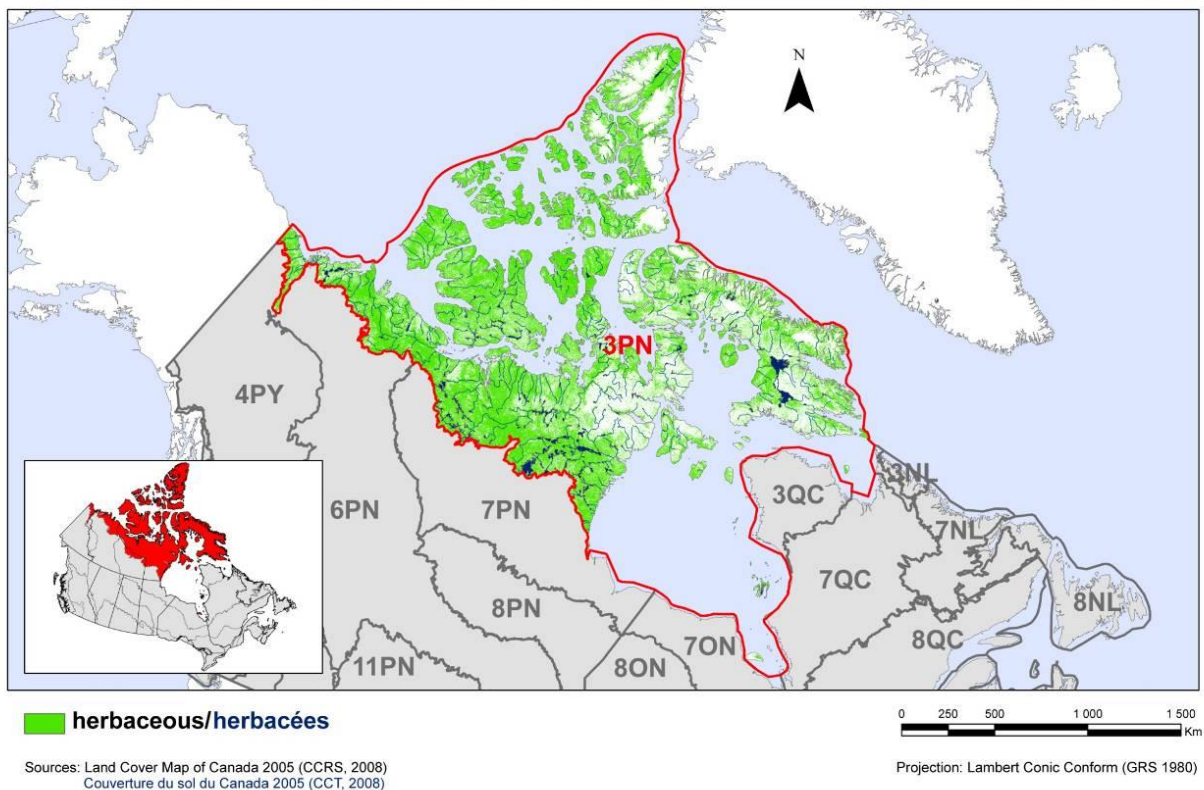 N
3PN
4PY
6PN
7PN
3QC
3NL
7NL
7QC
8PN
8NL
8QC
7ON
8ON
11PN
herbaceous/herbacées
0 250 500 1 000 1 500
Km
Sources: Land Cover Map of Canada 2005 (CCRS, 2008)
Couverture du sol du Canada 2005 (CCT, 2008)
Projection: Lambert Conic Conform (GRS 1980)